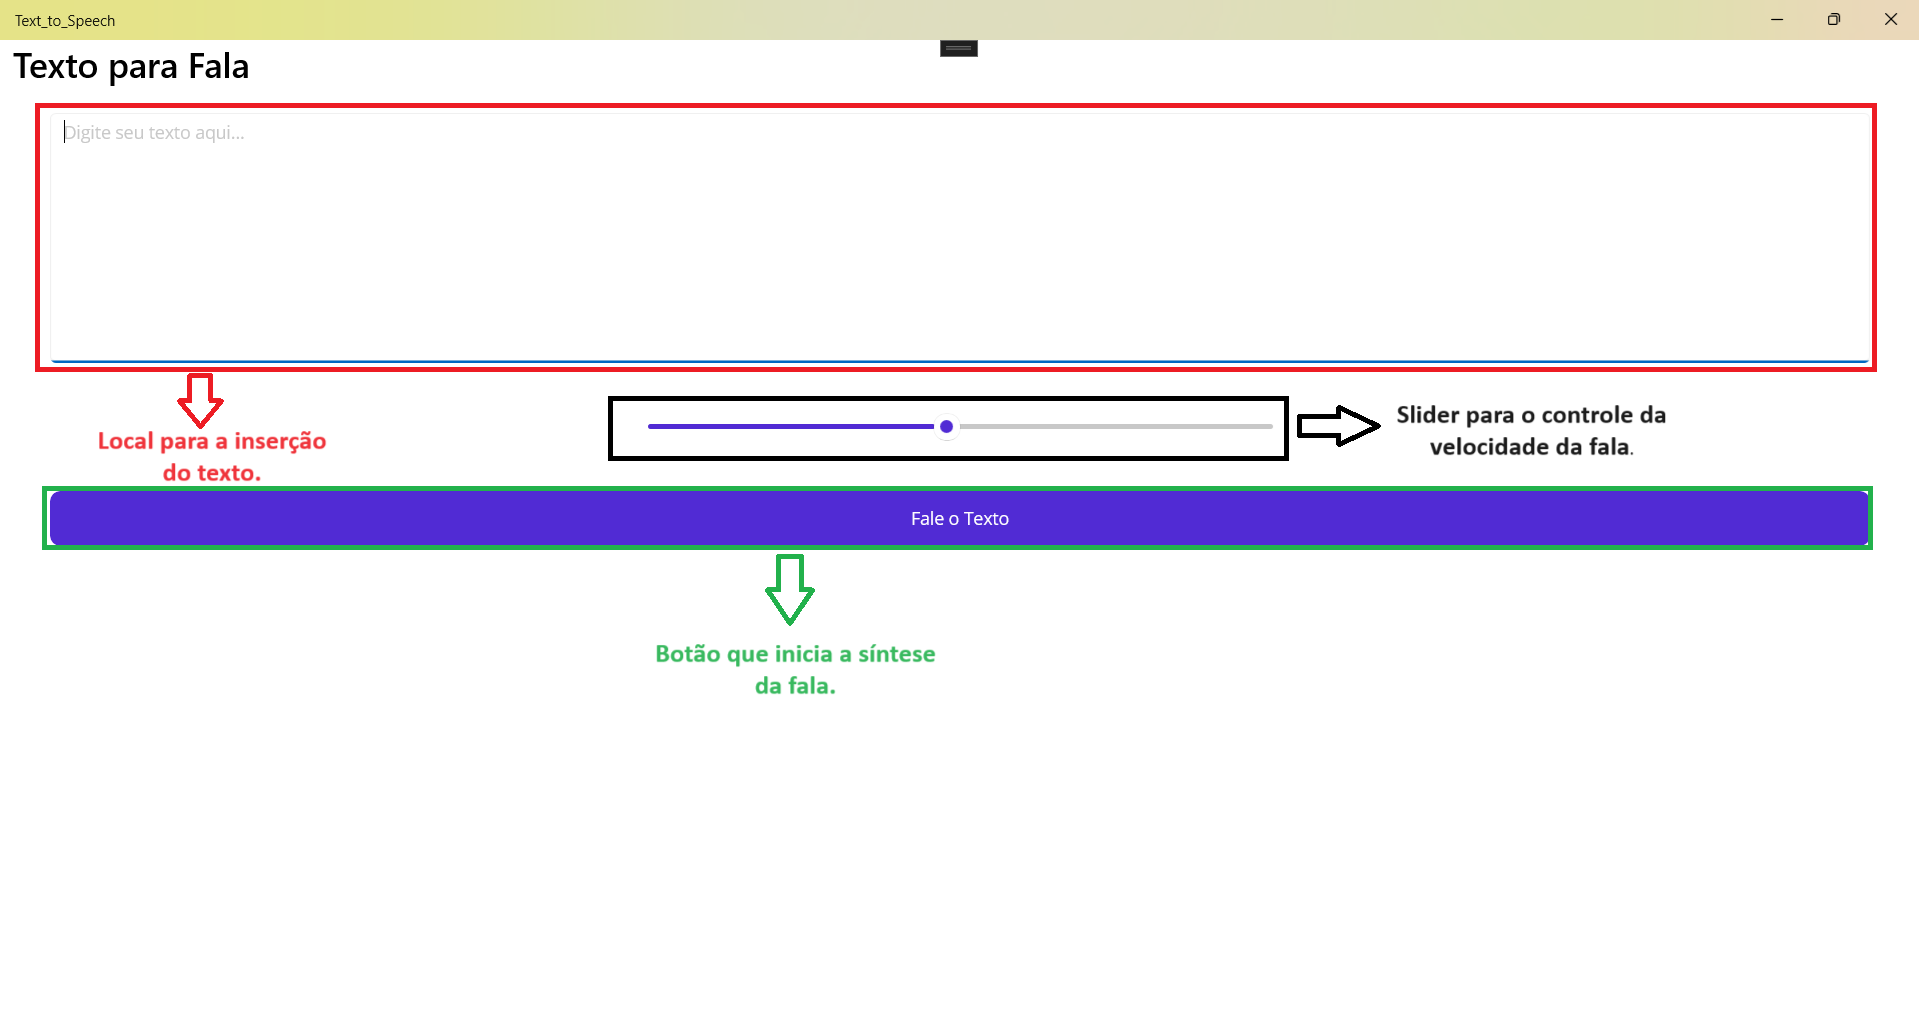 Text_to_Speech
Texto para Fala
Digite seu texto aqui...
Local para a inserção
do texto.
Slider para o controle da
velocidade da fala.
Fale o Texto
Botão que inicia a síntese
da fala.